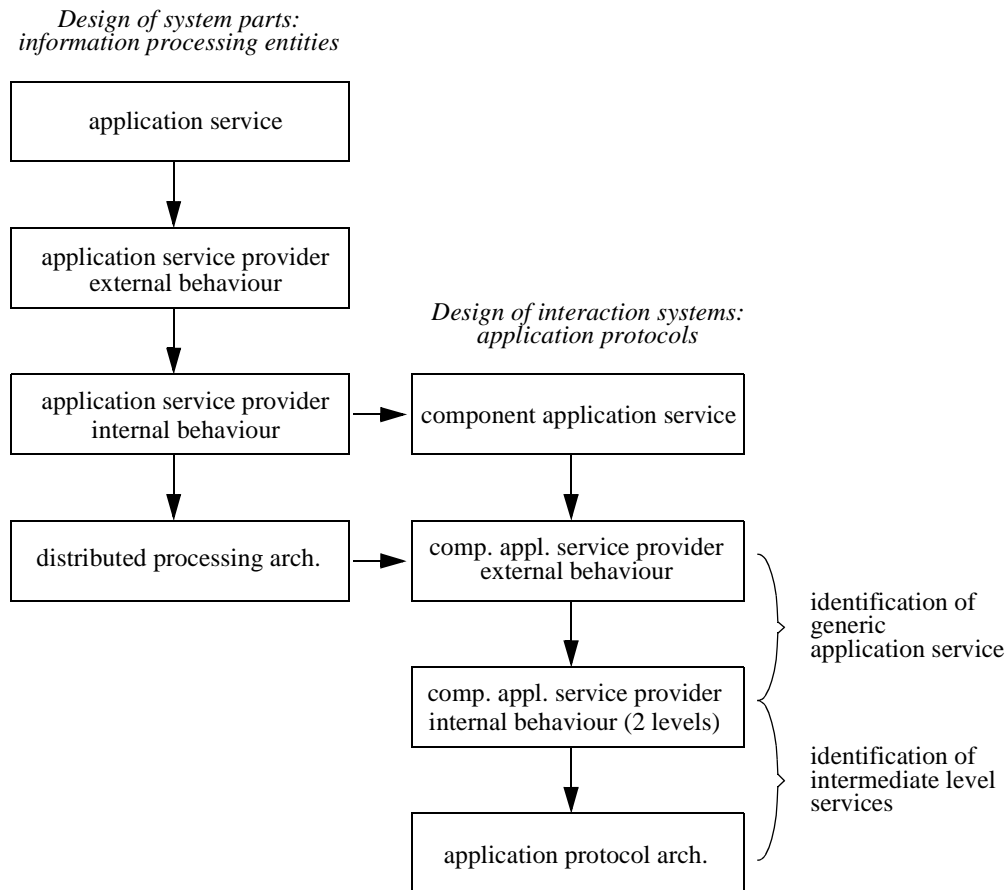 Design of system parts:
information processing entities
application service
application service provider
external behaviour
Design of interaction systems:
application protocols
application service provider
internal behaviour
component application service
distributed processing arch.
comp. appl. service provider
external behaviour
identification of
generic
application service
comp. appl. service provider
internal behaviour (2 levels)
identification of
intermediate level
services
application protocol arch.